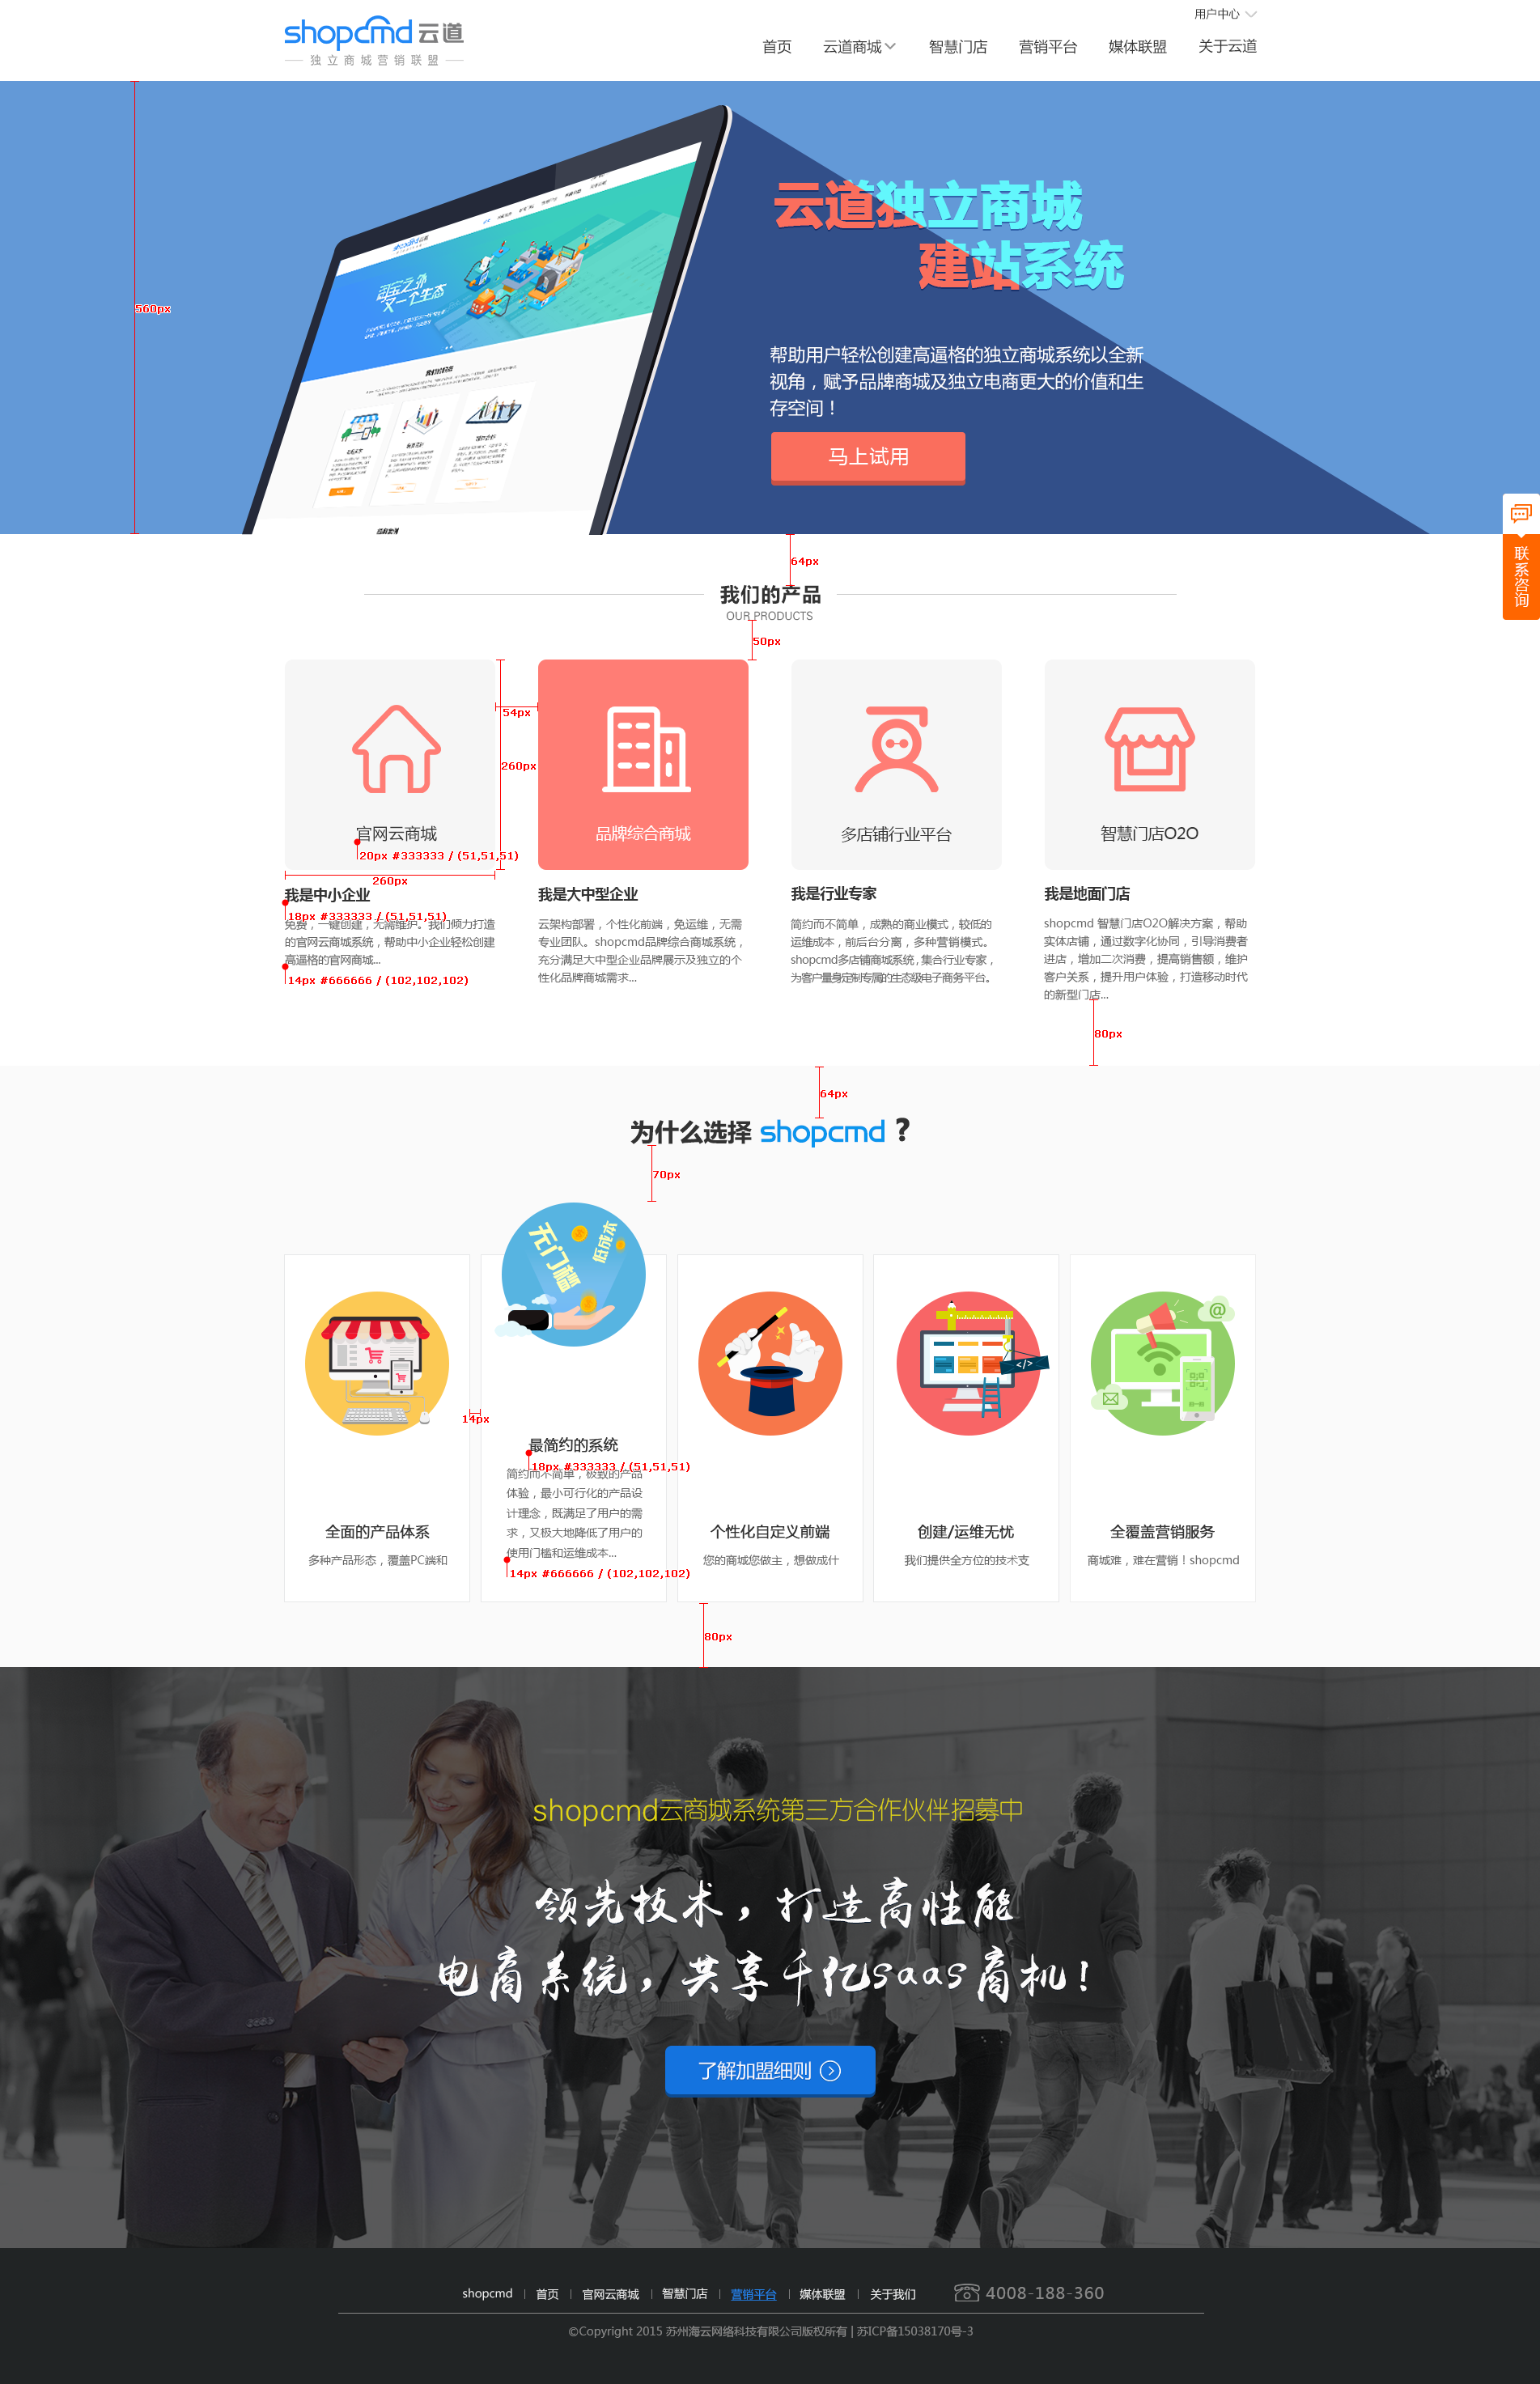 shopcmd 云道
独立商城营销联盟
用户中心
首页 云道商城 智慧门店 营销平台 媒体联盟 关于云道
560px
云道独立商城
建站系统
帮助用户轻松创建高逼格的独立商城系统以全新
视角，赋予品牌商城及独立电商更大的价值和生
存空间！
马上试用
联系咨询
64px
我们的产品
OUR PRODUCTS
50px
54px
260px
官网云商城
20px #333333 / (51,51,51)
260px
我是中小企业
18px #333333 / (51,51,51)
免费，一键创建，无需维护。我们倾力打造
的官网云商城系统，帮助中小企业轻松创建
高逼格的官网商城...
14px #666666 / (102,102,102)
品牌综合商城
我是大中型企业
云架构部署，个性化前端，免运维，无需
专业团队。shopcmd品牌综合商城系统，
充分满足大中型企业品牌展示及独立的个
性化品牌商城需求...
多店铺行业平台
我是行业专家
简约而不简单，成熟的商业模式，较低的
运维成本，前后台分离，多种营销模式。
shopcmd多店铺商城系统，集合行业专家，
为客户量身定制专属的生态级电子商务平台。
智慧门店O2O
我是地面门店
shopcmd 智慧门店O2O解决方案，帮助
实体店铺，通过数字化协同，引导消费者
进店，增加二次消费，提高销售额，维护
客户关系，提升用户体验，打造移动时代
的新型门店...
80px
64px
为什么选择 shopcmd ?
70px
全面的产品体系
多种产品形态，覆盖PC端和
14px
无门槛
低成本
最简约的系统
18px #333333 / (51,51,51)
简约而不简单，极致的产品
体验，最小可行化的产品设
计理念，既满足了用户的需
求，又极大地降低了用户的
使用门槛和运维成本...
14px #666666 / (102,102,102)
个性化自定义前端
您的商城您做主，想做成什
</>
创建/运维无忧
我们提供全方位的技术支
@
全覆盖营销服务
商城难，难在营销！shopcmd
80px
shopcmd云商城系统第三方合作伙伴招募中
领先技术，打造高性能
电商系统，共享千亿saas商机！
了解加盟细则
shopcmd | 首页 | 官网云商城 | 智慧门店 | 营销平台 | 媒体联盟 | 关于我们 4008-188-360
©Copyright 2015 苏州海云网络科技有限公司版权所有 | 苏ICP备15038170号-3